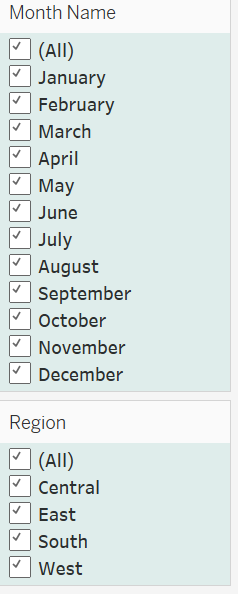 Month Name
(All)
January
February
March
April
May
June
July
August
September
October
November
December
Region
(All)
Central
East
South
West